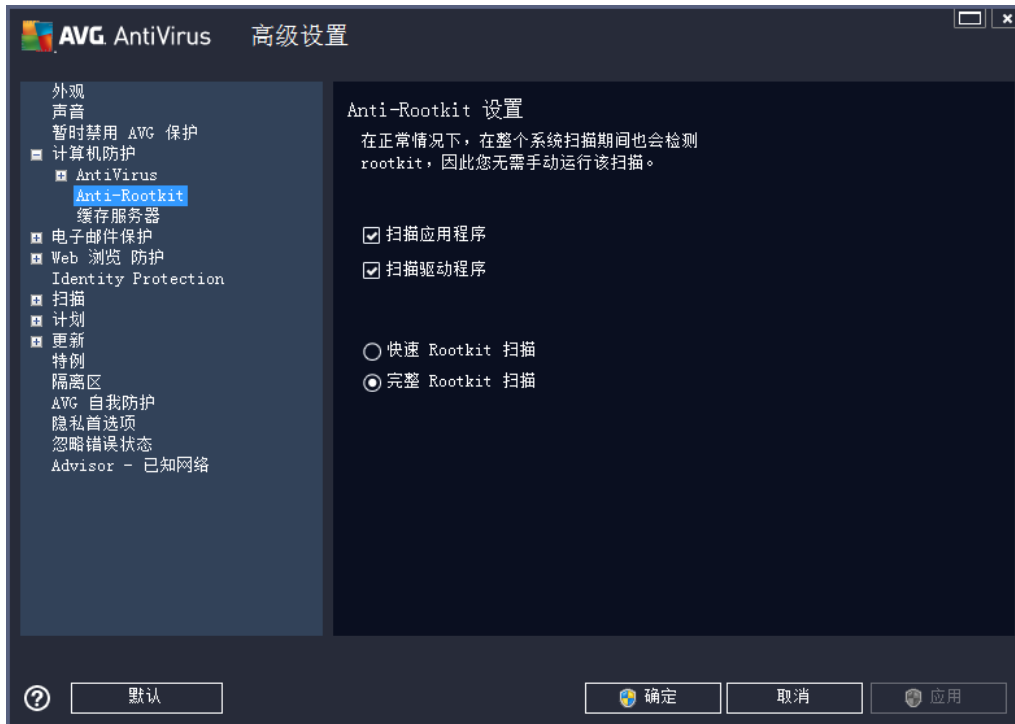 AVG AntiVirus 高级设置
外观
声音
暂时禁用 AVG 保护
计算机防护
AntiVirus
Anti-Rootkit
缓存服务器
电子邮件保护
Web 浏览 防护
Identity Protection
扫描
计划
更新
特例
隔离区
AVG 自我防护
隐私首选项
忽略错误状态
Advisor - 已知网络
Anti-Rootkit 设置
在正常情况下，在整个系统扫描期间也会检测
rootkit，因此您无需手动运行该扫描。
扫描应用程序
扫描驱动程序
快速 Rootkit 扫描
完整 Rootkit 扫描
默认
确定
取消
应用